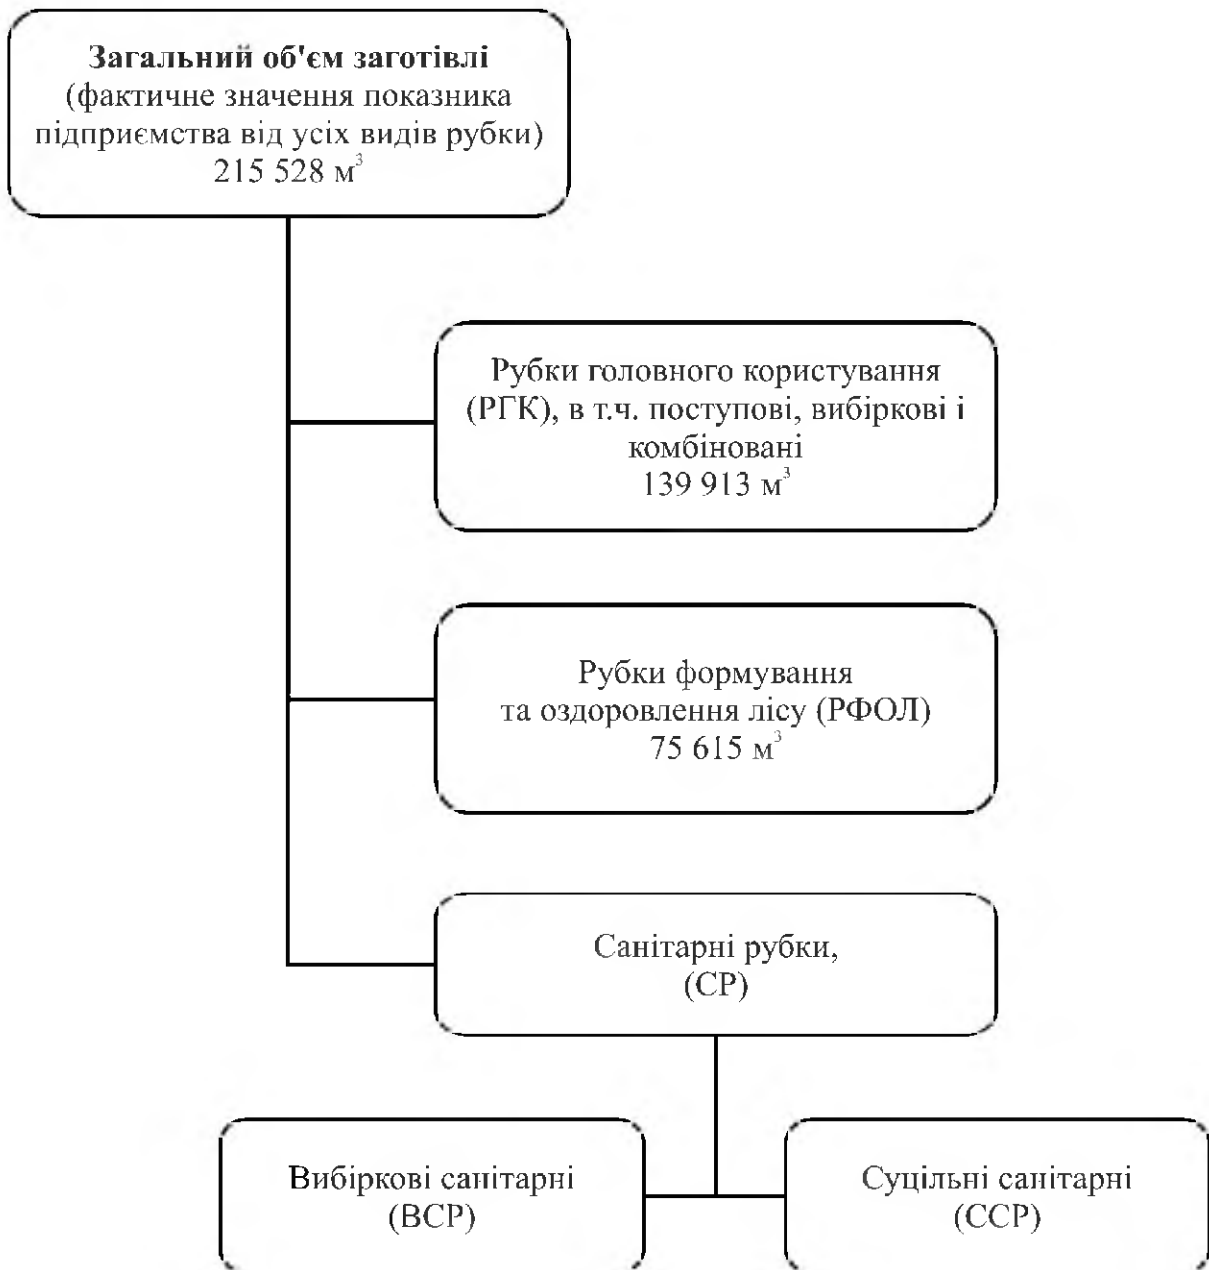 Загальний об'єм заготівлі
(фактичне значення показника
підприємства від усіх видів рубки)
215 528 м³
Рубки головного користування
(РГК), в т.ч. поступові, вибіркові і
комбіновані
139 913 м³
Рубки формування
та оздоровлення лісу (РФОЛ)
75 615 м³
Санітарні рубки,
(СР)
Вибіркові санітарні
(ВСР)
Суцільні санітарні
(ССР)